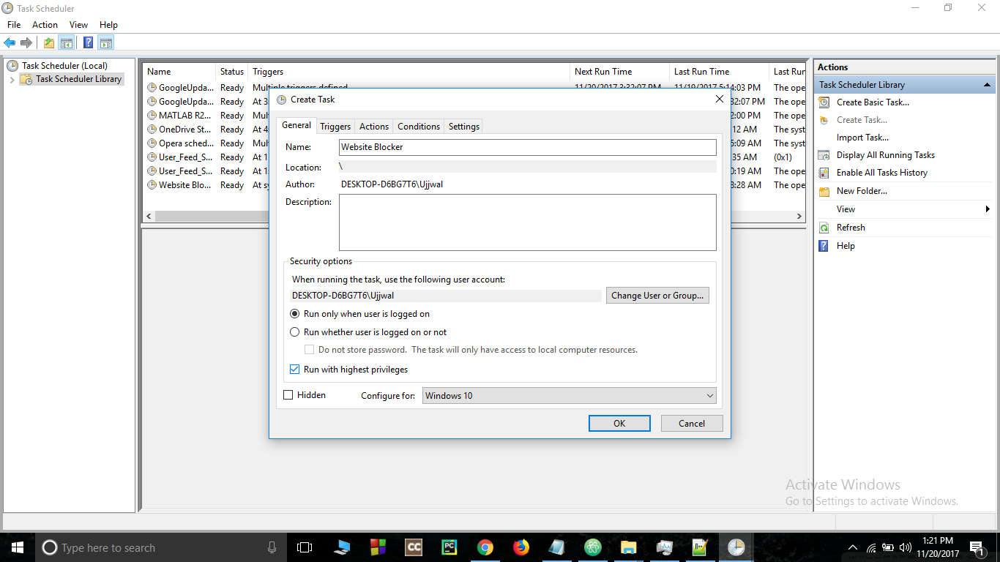 Task Scheduler
File Action View Help
Task Scheduler (Local)
Task Scheduler Library
Name Status Triggers Next Run Time Last Run Time Last Run
GoogleUpda... Ready Multiple triggers defined 11/20/2017 3:32:07 PM 11/19/2017 5:14:03 PM The ope
GoogleUpda... Ready At 3 32:07 PM The ope
MATLAB R2... Ready Mul 2:00 PM The ope
OneDrive St... Ready At 4 12 AM The syst
Opera sched... Ready Mul 5:09 AM The syst
User_Feed_S... Ready At 1 35 AM (0x1)
User_Feed_S... Ready At 1 0:19 AM The ope
Website Blo... Ready At sy 3:28 AM The ope
Create Task
General Triggers Actions Conditions Settings
Name: Website Blocker
Location: \
Author: DESKTOP-D6BG7T6\Ujjwal
Description:
Security options
When running the task, use the following user account:
DESKTOP-D6BG7T6\Ujjwal Change User or Group...
Run only when user is logged on
Run whether user is logged on or not
Do not store password. The task will only have access to local computer resources.
Run with highest privileges
Hidden Configure for: Windows 10
OK Cancel
Actions
Task Scheduler Library
Create Basic Task...
Create Task...
Import Task...
Display All Running Tasks
Enable All Tasks History
New Folder...
View
Refresh
Help
Activate Windows
Go to Settings to activate Windows.
Type here to search
CC
PC
1:21 PM
11/20/2017
1